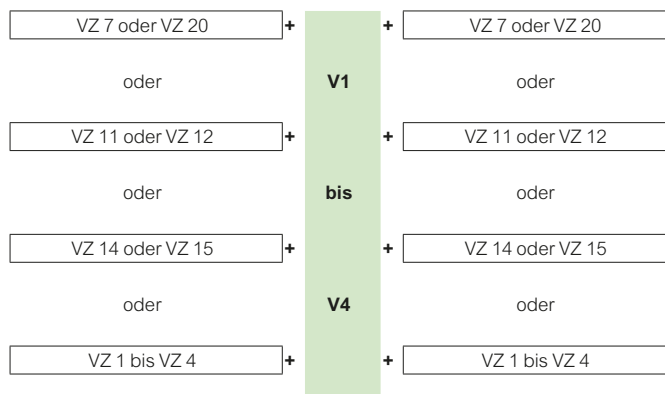 VZ 7 oder VZ 20 + + VZ 7 oder VZ 20
oder V1 oder
VZ 11 oder VZ 12 + + VZ 11 oder VZ 12
oder bis oder
VZ 14 oder VZ 15 + + VZ 14 oder VZ 15
oder V4 oder
VZ 1 bis VZ 4 + + VZ 1 bis VZ 4